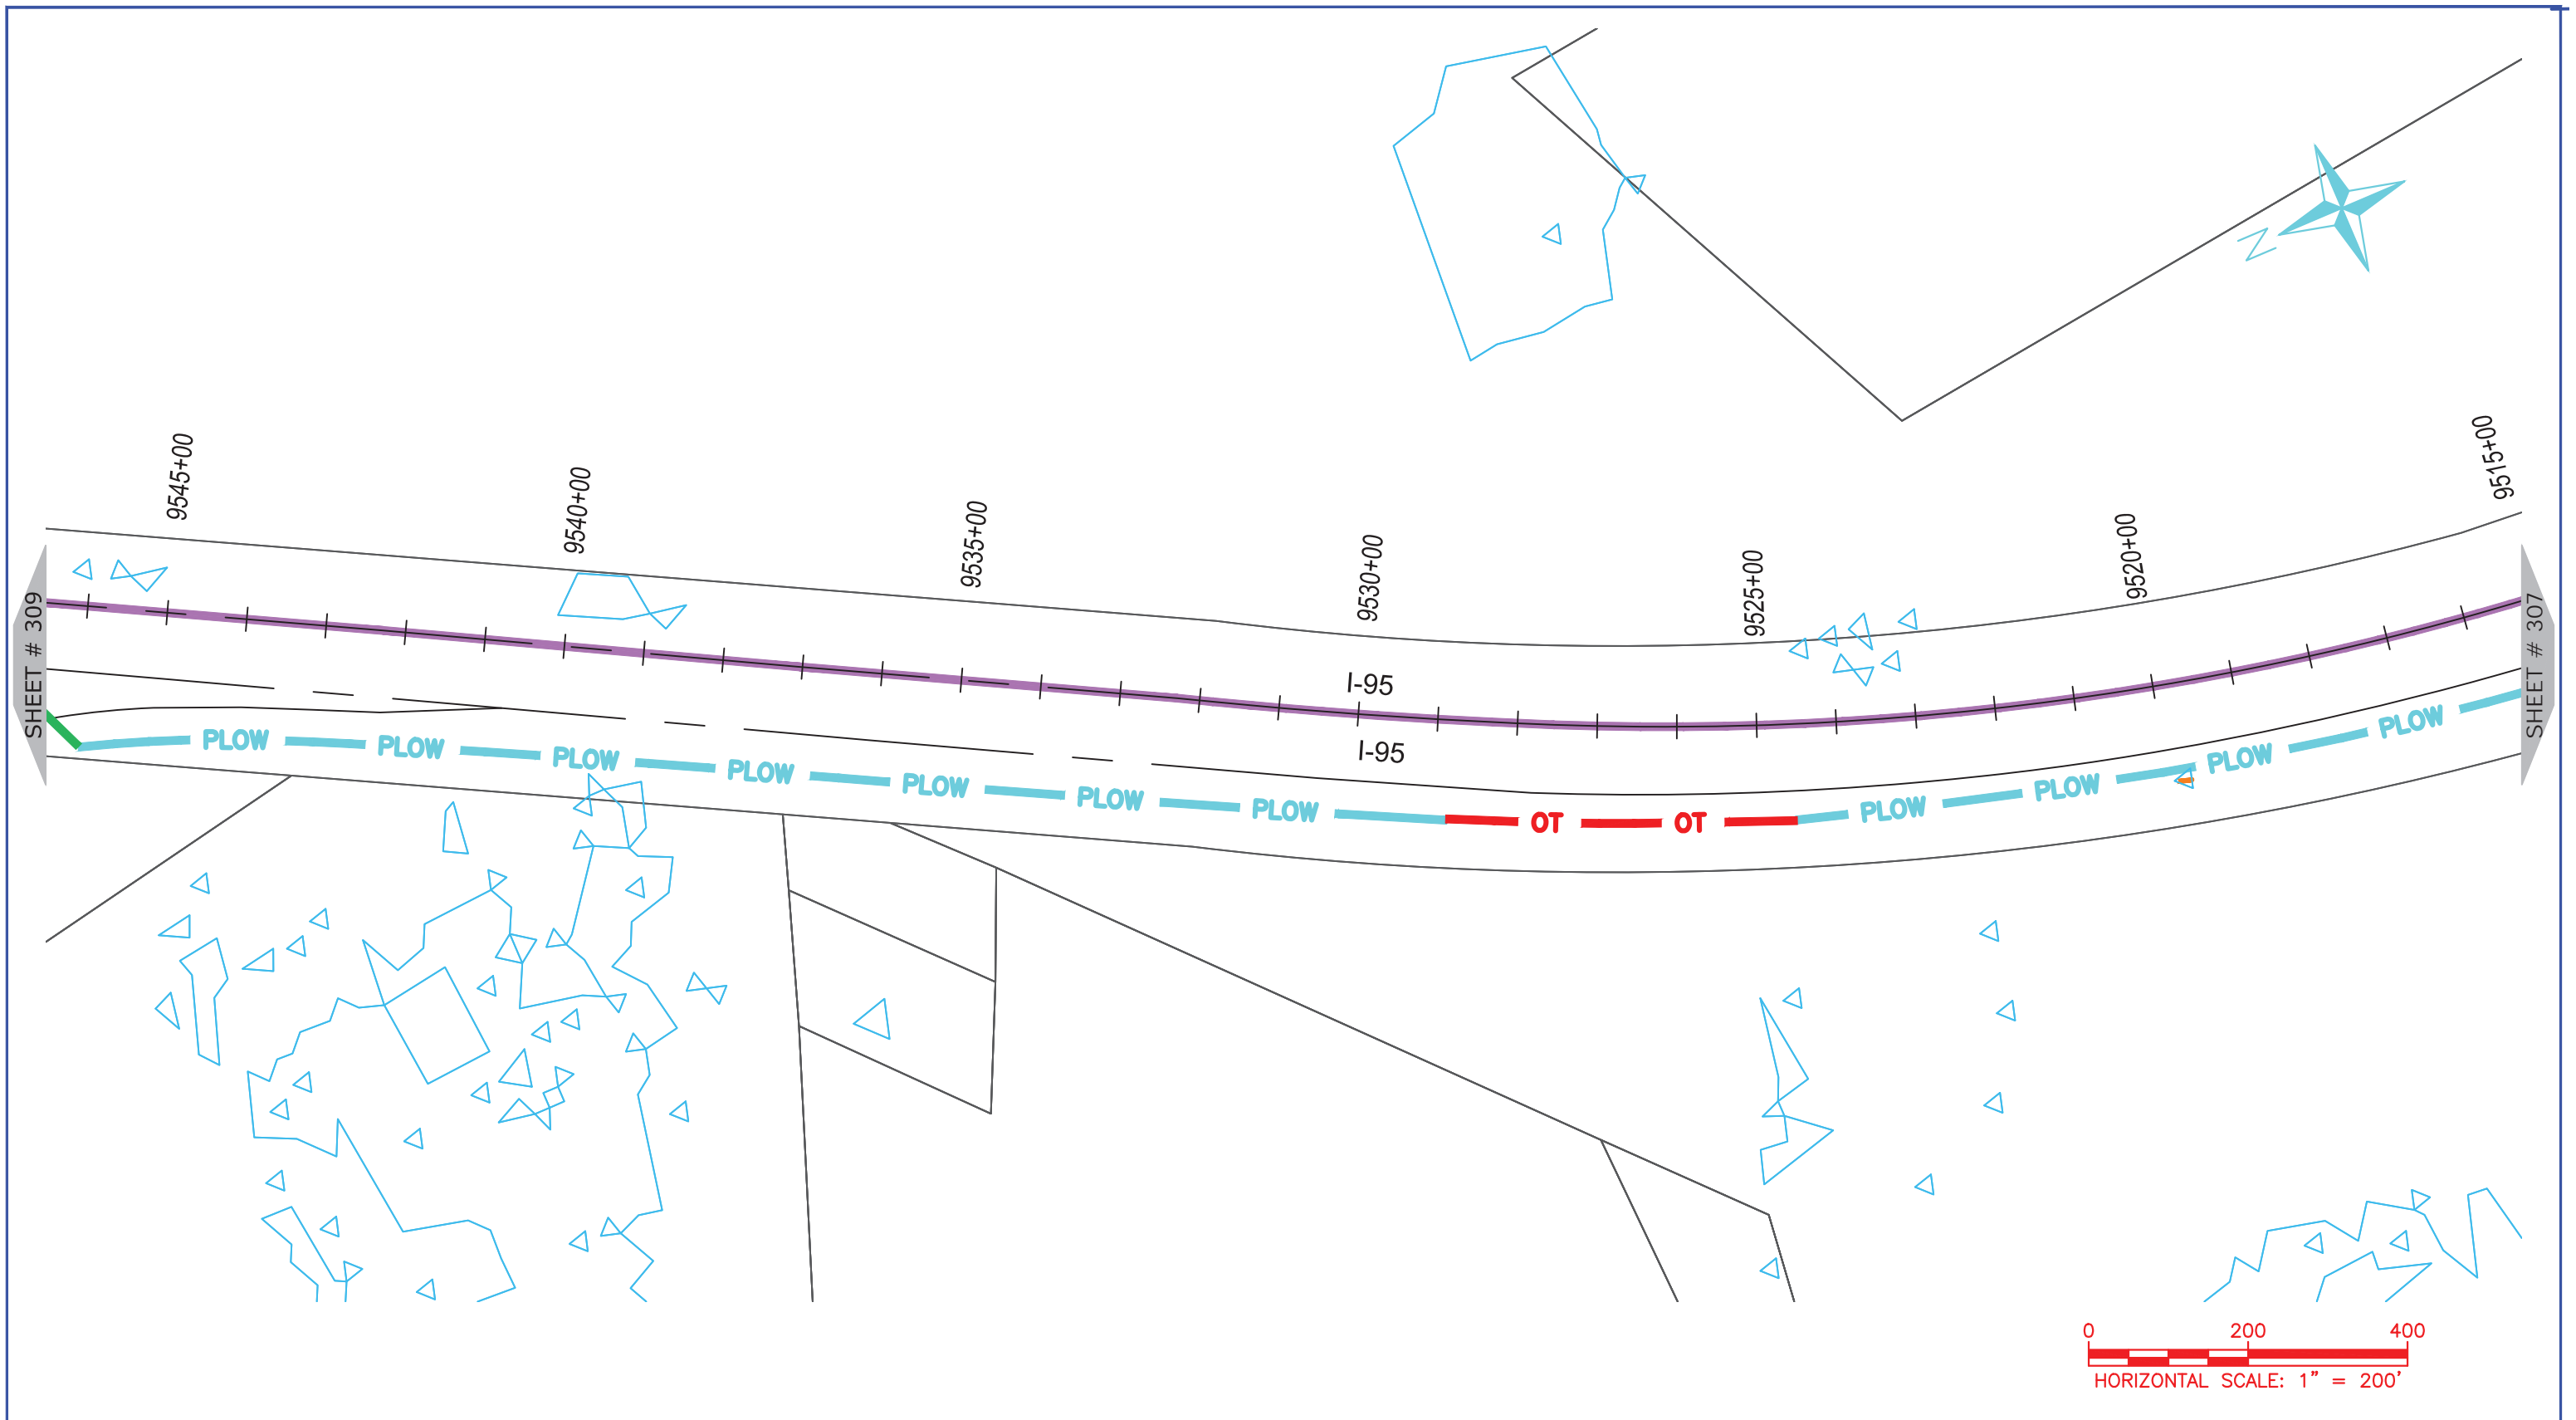 N
9545+00
9540+00
9535+00
9530+00
9525+00
9520+00
9515+00
SHEET # 309
SHEET # 307
I-95
I-95
PLOW
PLOW
PLOW
PLOW
PLOW
PLOW
PLOW
OT
OT
PLOW
PLOW
PLOW
PLOW
0 200 400
HORIZONTAL SCALE: 1" = 200'